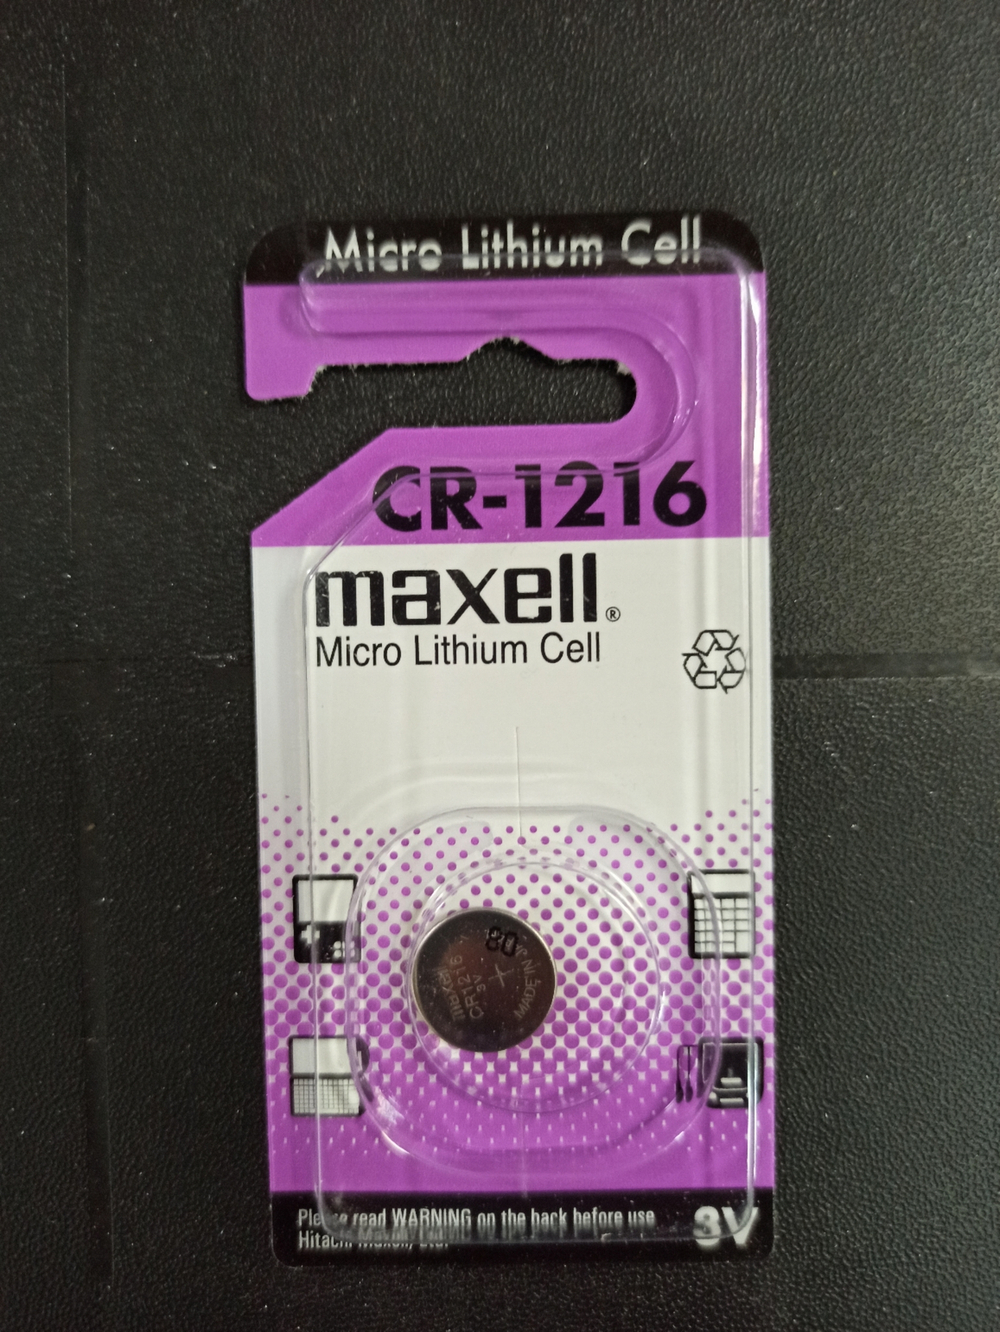 Micro Lithium Cell
CR-1216
maxell®
Micro Lithium Cell
80
maxell
CR1216
3V
+
MADE IN
Please read WARNING on the back before use
Hitachi Maxell, Ltd.
3V